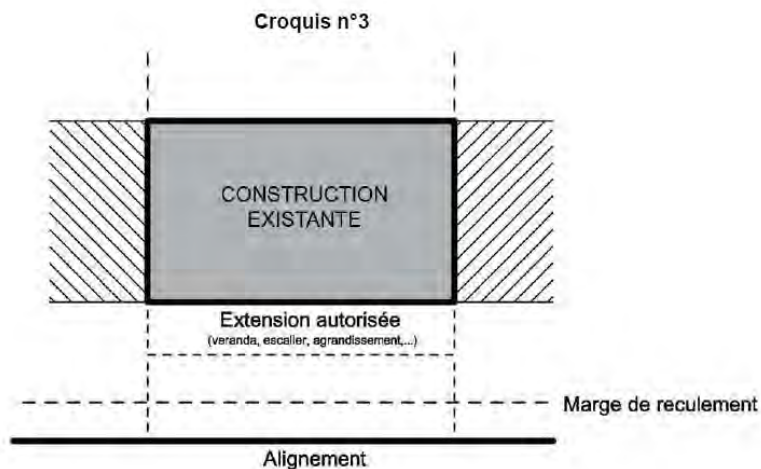 Croquis n°3
CONSTRUCTION
EXISTANTE
Extension autorisée
(veranda, escalier, agrandissement,...)
Marge de reculement
Alignement